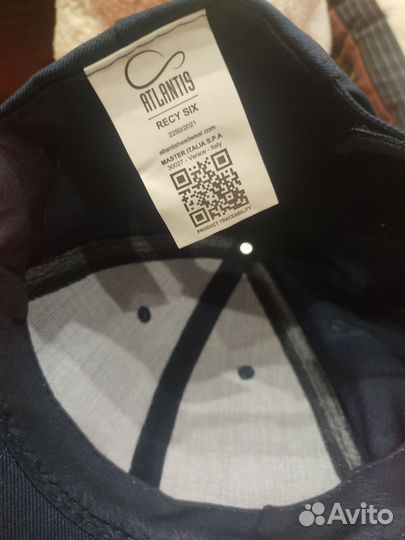 ATLANTIS
RECY SIX
2250/2021
atlantisheadwear.com
MASTER ITALIA S.P.A
30027 - Venice - Italy
PRODUCT TRACEABILITY
Avito